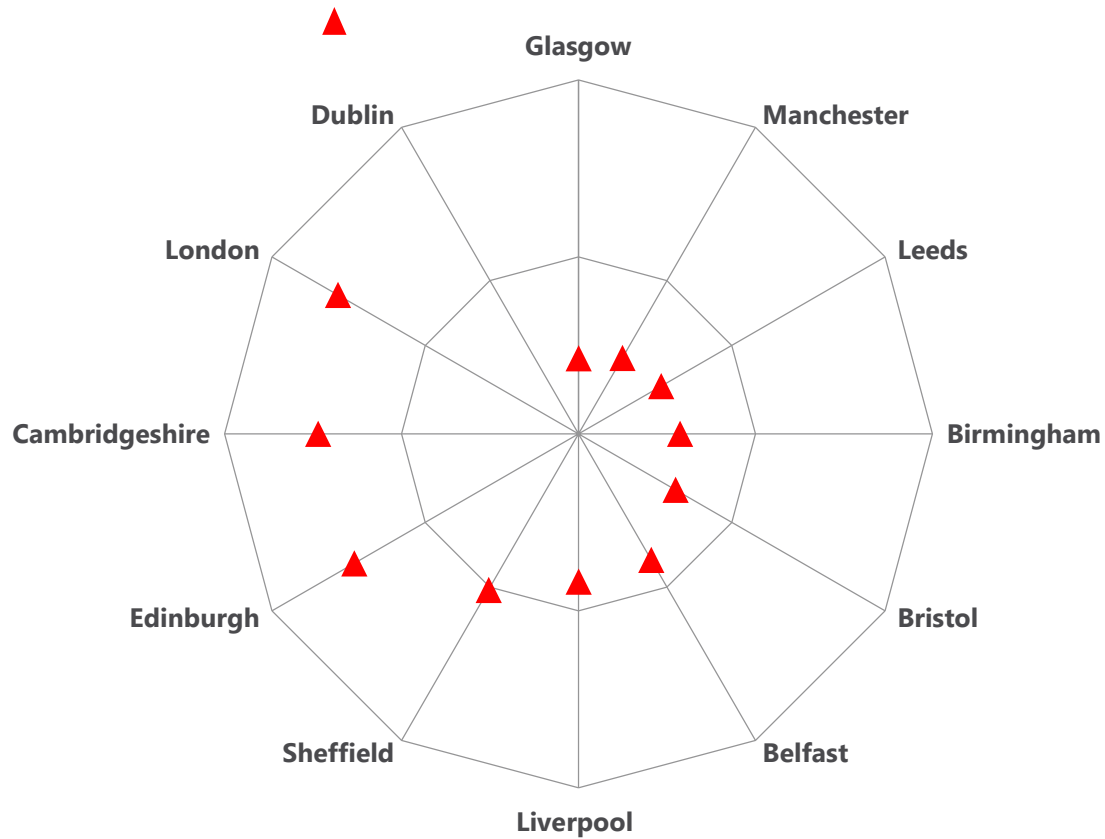 Glasgow
Dublin
Manchester
London
Leeds
Cambridgeshire
Birmingham
Edinburgh
Bristol
Sheffield
Belfast
Liverpool